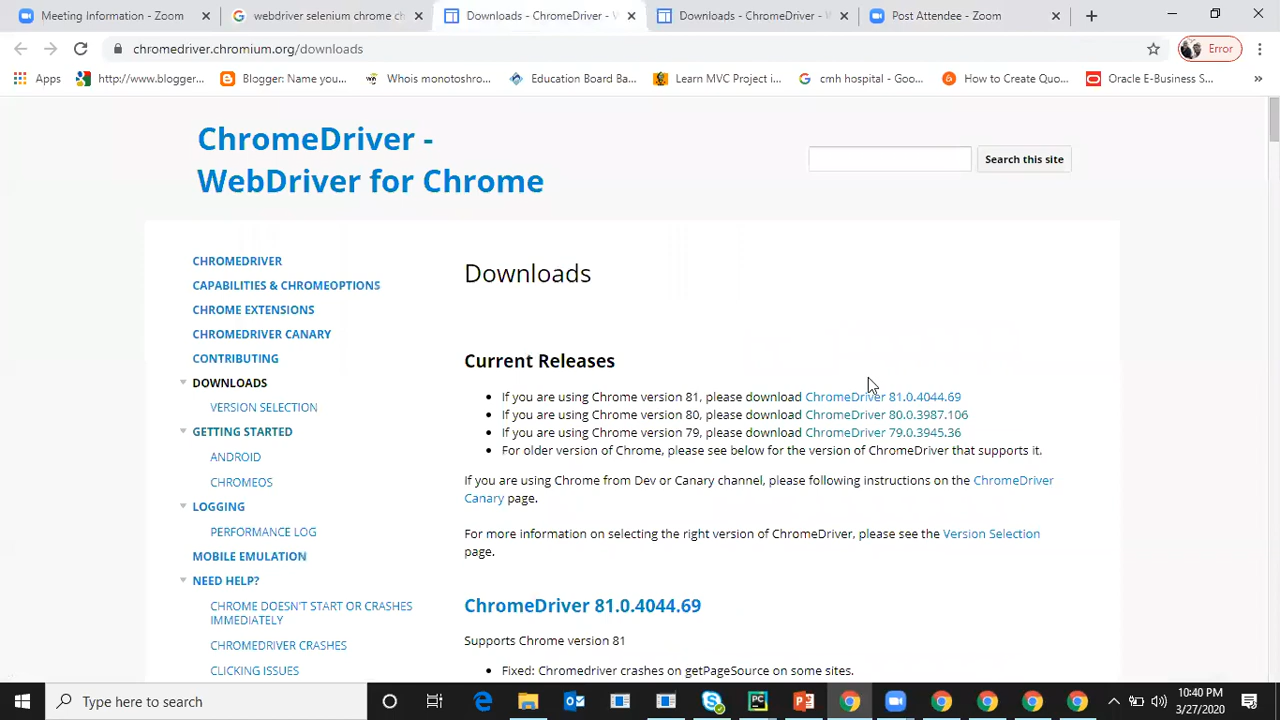 Meeting Information - Zoom
webdriver selenium chrome ch
Downloads - ChromeDriver - W
Downloads - ChromeDriver - W
Post Attendee - Zoom
chromedriver.chromium.org/downloads
Error
Apps
http://www.blogger...
Blogger: Name you...
Whois monotoshro...
Education Board Ba...
Learn MVC Project i...
cmh hospital - Goo...
How to Create Quo...
Oracle E-Business S...
ChromeDriver -
WebDriver for Chrome
Search this site
CHROMEDRIVER
CAPABILITIES & CHROMEOPTIONS
CHROME EXTENSIONS
CHROMEDRIVER CANARY
CONTRIBUTING
DOWNLOADS
VERSION SELECTION
GETTING STARTED
ANDROID
CHROMEOS
LOGGING
PERFORMANCE LOG
MOBILE EMULATION
NEED HELP?
CHROME DOESN'T START OR CRASHES
IMMEDIATELY
CHROMEDRIVER CRASHES
CLICKING ISSUES
Downloads
Current Releases
• If you are using Chrome version 81, please download ChromeDriver 81.0.4044.69
• If you are using Chrome version 80, please download ChromeDriver 80.0.3987.106
• If you are using Chrome version 79, please download ChromeDriver 79.0.3945.36
• For older version of Chrome, please see below for the version of ChromeDriver that supports it.
If you are using Chrome from Dev or Canary channel, please following instructions on the ChromeDriver
Canary page.
For more information on selecting the right version of ChromeDriver, please see the Version Selection
page.
ChromeDriver 81.0.4044.69
Supports Chrome version 81
• Fixed: Chromedriver crashes on getPageSource on some sites.
Type here to search
10:40 PM
3/27/2020